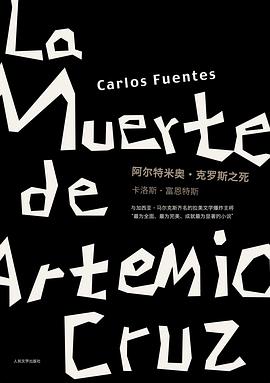 La
Carlos Fuentes
Muerte
阿尔特米奥·克罗斯之死
de
卡洛斯·富恩特斯
与加西亚·马尔克斯齐名的拉美文学爆炸主将
“最为全面、最为完美、成就最为显著的小说”
Artemio
Cruz
人民文学出版社